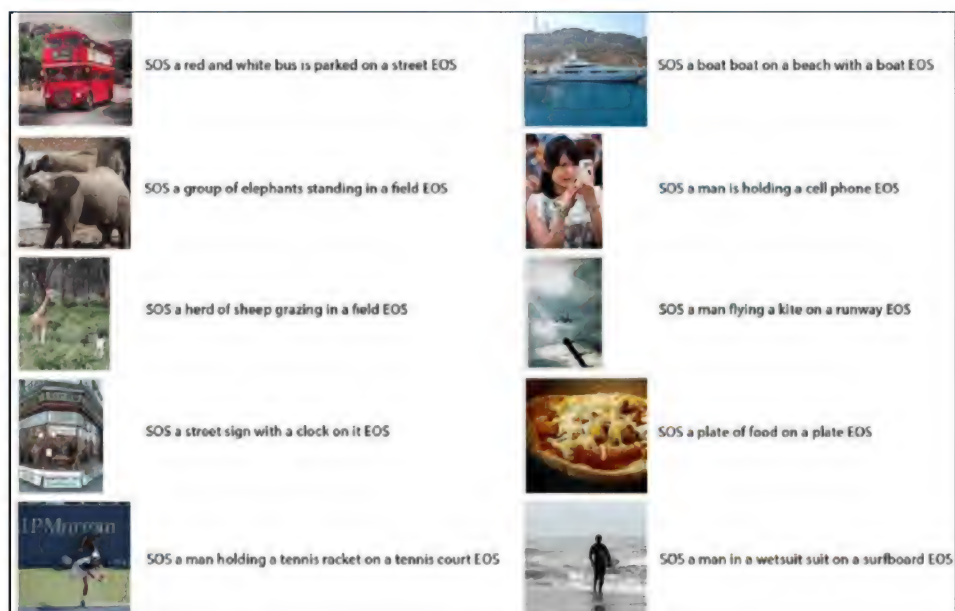 SOS a red and white bus is parked on a street EOS
SOS a boat boat on a beach with a boat EOS
SOS a group of elephants standing in a field EOS
SOS a man is holding a cell phone EOS
SOS a herd of sheep grazing in a field EOS
SOS a man flying a kite on a runway EOS
SOS a street sign with a clock on it EOS
SOS a plate of food on a plate EOS
J.P.Morgan
SOS a man holding a tennis racket on a tennis court EOS
SOS a man in a wetsuit suit on a surfboard EOS